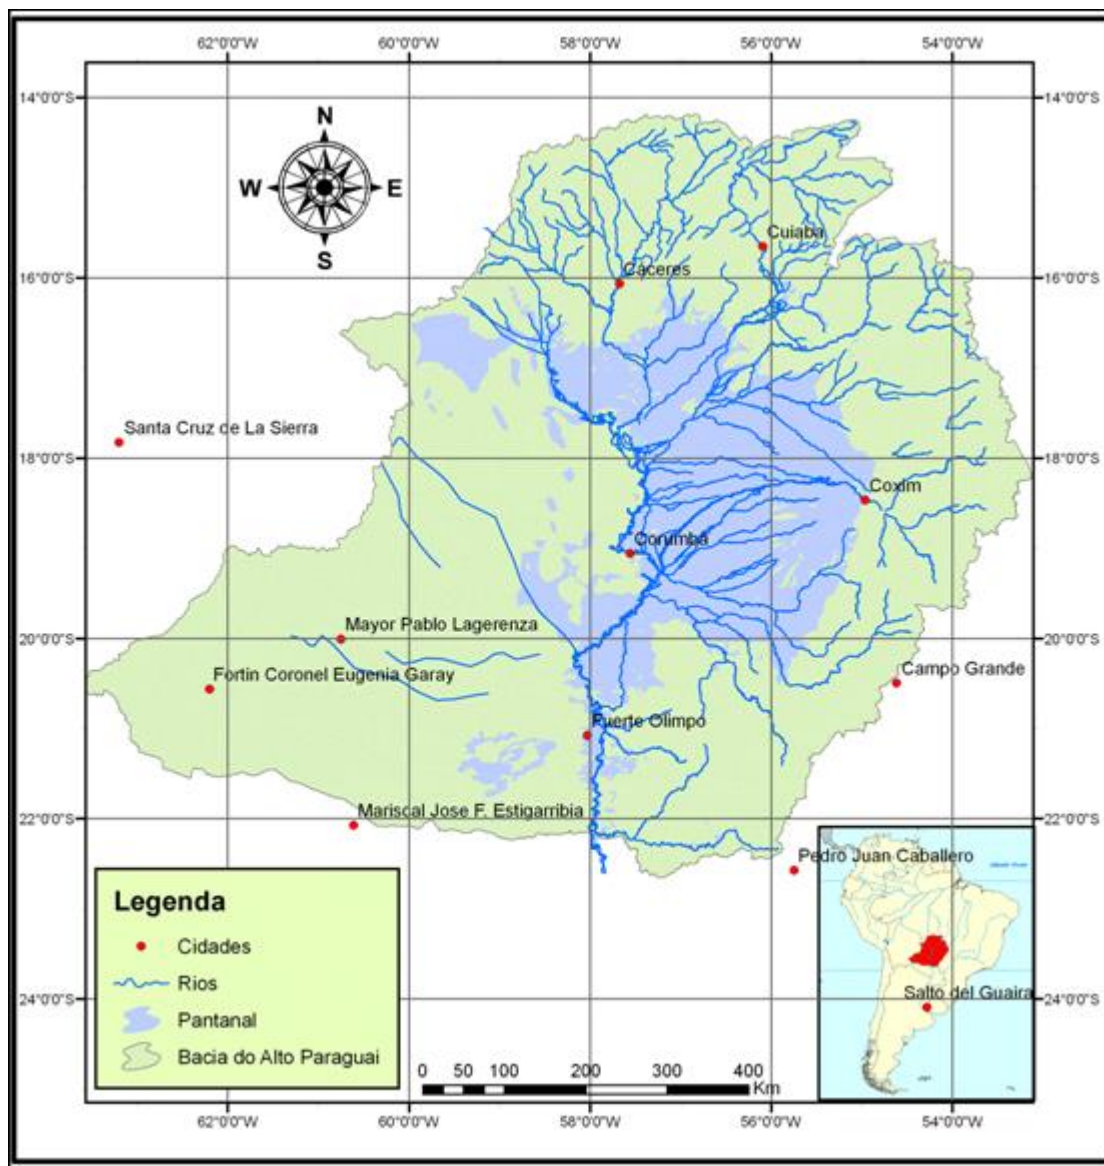 62°0'0"W 60°0'0"W 58°0'0"W 56°0'0"W 54°0'0"W
14°0'0"S 14°0'0"S
N
W E
S
Cuiaba
Cáceres
16°0'0"S 16°0'0"S
Santa Cruz de La Sierra
18°0'0"S 18°0'0"S
Coxim
Corumba
Mayor Pablo Lagerenza
20°0'0"S 20°0'0"S
Fortin Coronel Eugenia Garay
Campo Grande
Fuerte Olimpo
Mariscal Jose F. Estigarribia
22°0'0"S 22°0'0"S
Pedro Juan Caballero
Legenda
Cidades
Rios
Pantanal
Bacia do Alto Paraguai
Salto del Guaira
24°0'0"S 24°0'0"S
0 50 100 200 300 400
Km
62°0'0"W 60°0'0"W 58°0'0"W 56°0'0"W 54°0'0"W